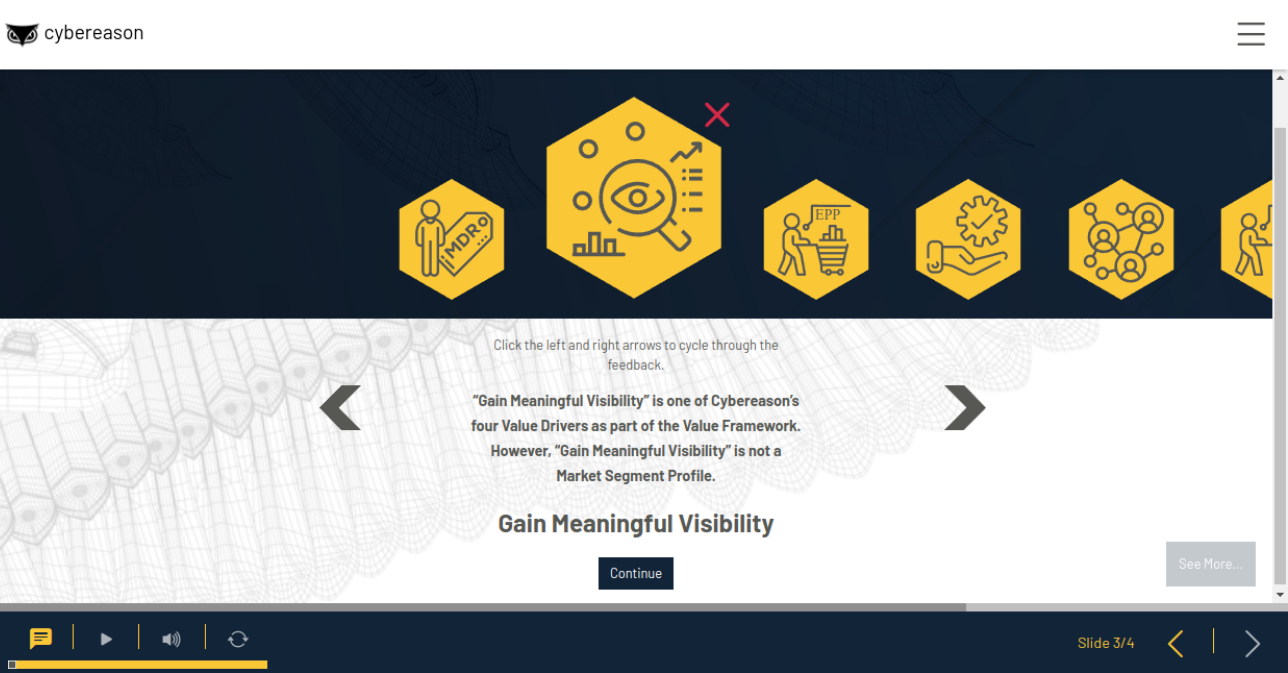 cybereason
MDR
EPP
Click the left and right arrows to cycle through the
feedback.
“Gain Meaningful Visibility” is one of Cybereason’s
four Value Drivers as part of the Value Framework.
However, “Gain Meaningful Visibility” is not a
Market Segment Profile.
Gain Meaningful Visibility
Continue
See More...
Slide 3/4